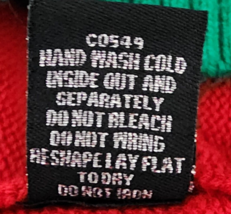 C0549
HAND WASH COLD
INSIDE OUT AND
SEPARATELY
DO NOT BLEACH
DO NOT WRING
RESHAPE LAY FLAT
TO DRY
DO NOT IRON